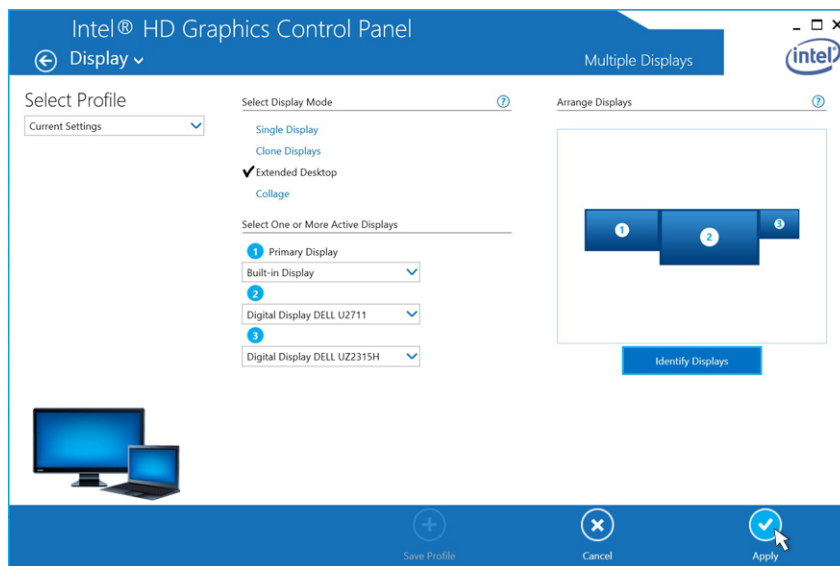 Intel® HD Graphics Control Panel
Display
Multiple Displays
intel®
Select Profile
Current Settings
Select Display Mode
?
Single Display
Clone Displays
Extended Desktop
Collage
Select One or More Active Displays
1 Primary Display
Built-in Display
2
Digital Display DELL U2711
3
Digital Display DELL UZ2315H
Arrange Displays
?
1
2
3
Identify Displays
Save Profile
Cancel
Apply